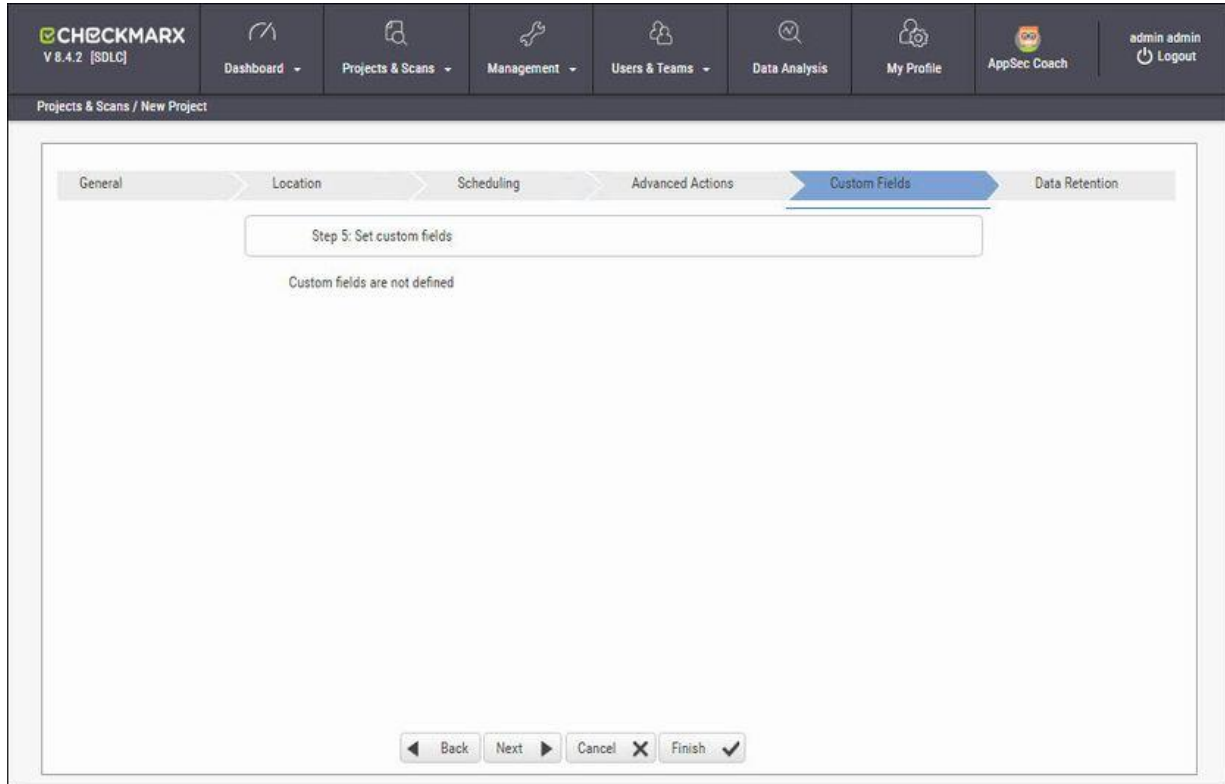 CHECKMARX
V 8.4.2 [SDLC]
Dashboard
Projects & Scans
Management
Users & Teams
Data Analysis
My Profile
AppSec Coach
admin admin
Logout
Projects & Scans / New Project
General
Location
Scheduling
Advanced Actions
Custom Fields
Data Retention
Step 5: Set custom fields
Custom fields are not defined
Back
Next
Cancel
Finish